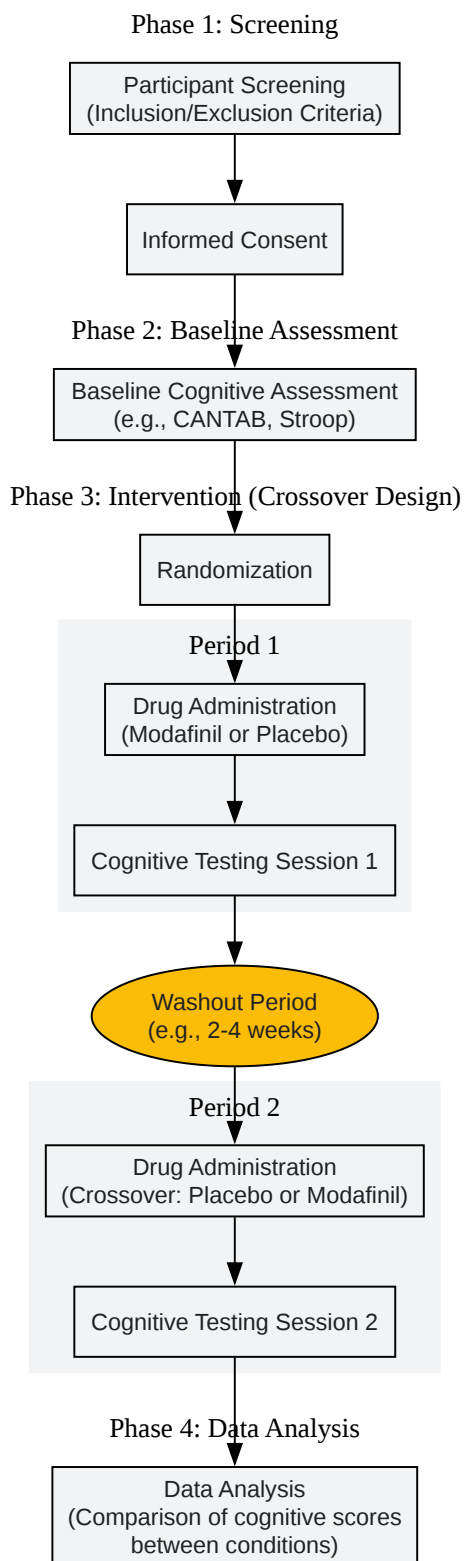 Phase 1: Screening
Participant Screening
(Inclusion/Exclusion Criteria)
Informed Consent
Phase 2: Baseline Assessment
Baseline Cognitive Assessment
(e.g., CANTAB, Stroop)
Phase 3: Intervention (Crossover Design)
Randomization
Period 1
Drug Administration
(Modafinil or Placebo)
Cognitive Testing Session 1
Washout Period
(e.g., 2-4 weeks)
Period 2
Drug Administration
(Crossover: Placebo or Modafinil)
Cognitive Testing Session 2
Phase 4: Data Analysis
Data Analysis
(Comparison of cognitive scores
between conditions)